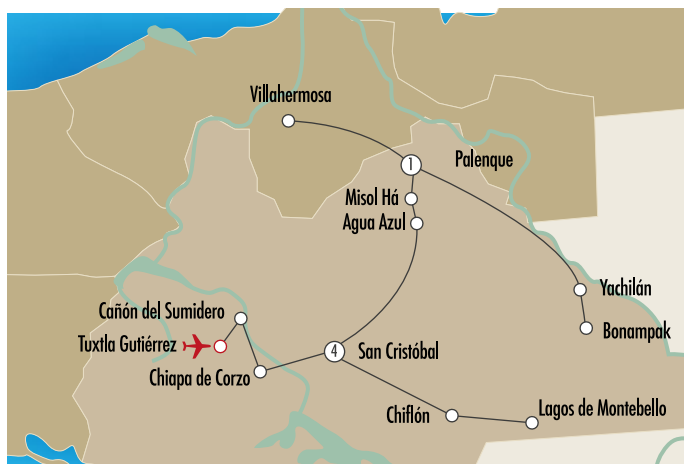 Villahermosa
1
Palenque
Misol Há
Agua Azul
Yachilán
Cañón del Sumidero
Bonampak
Tuxtla Gutiérrez
4
San Cristóbal
Chiapa de Corzo
Chiflón
Lagos de Montebello